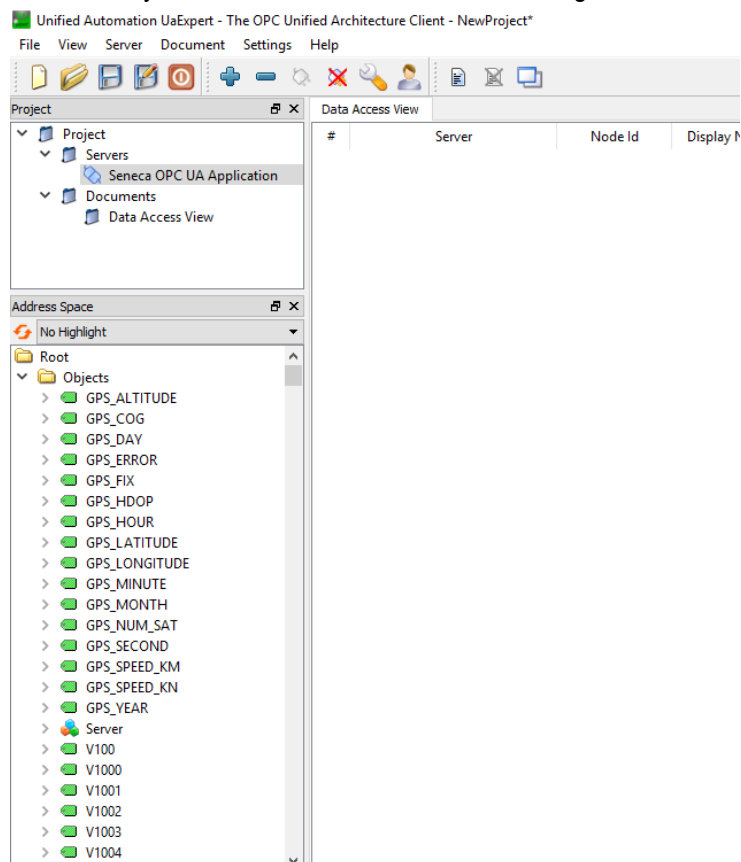 Unified Automation UaExpert - The OPC Unified Architecture Client - NewProject*
File View Server Document Settings Help
Project
Project
Servers
Seneca OPC UA Application
Documents
Data Access View
Data Access View
# Server Node Id Display
Address Space
No Highlight
Root
Objects
GPS_ALTITUDE
GPS_COG
GPS_DAY
GPS_ERROR
GPS_FIX
GPS_HDOP
GPS_HOUR
GPS_LATITUDE
GPS_LONGITUDE
GPS_MINUTE
GPS_MONTH
GPS_NUM_SAT
GPS_SECOND
GPS_SPEED_KM
GPS_SPEED_KN
GPS_YEAR
Server
V100
V1000
V1001
V1002
V1003
V1004